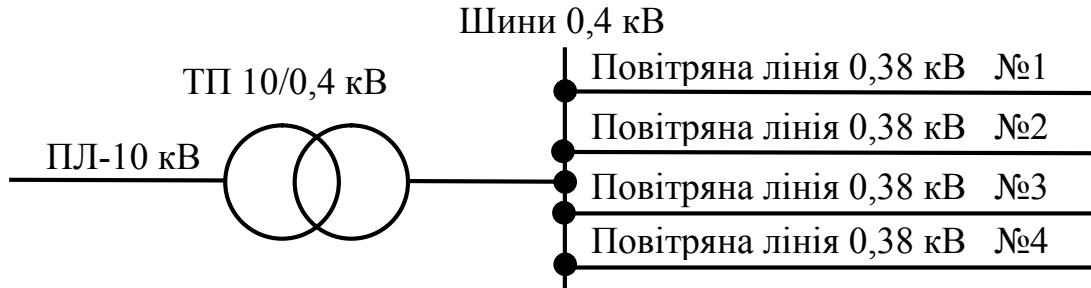 Шини 0,4 кВ
Повітряна лінія 0,38 кВ №1
ТП 10/0,4 кВ
Повітряна лінія 0,38 кВ №2
ПЛ-10 кВ
Повітряна лінія 0,38 кВ №3
Повітряна лінія 0,38 кВ №4